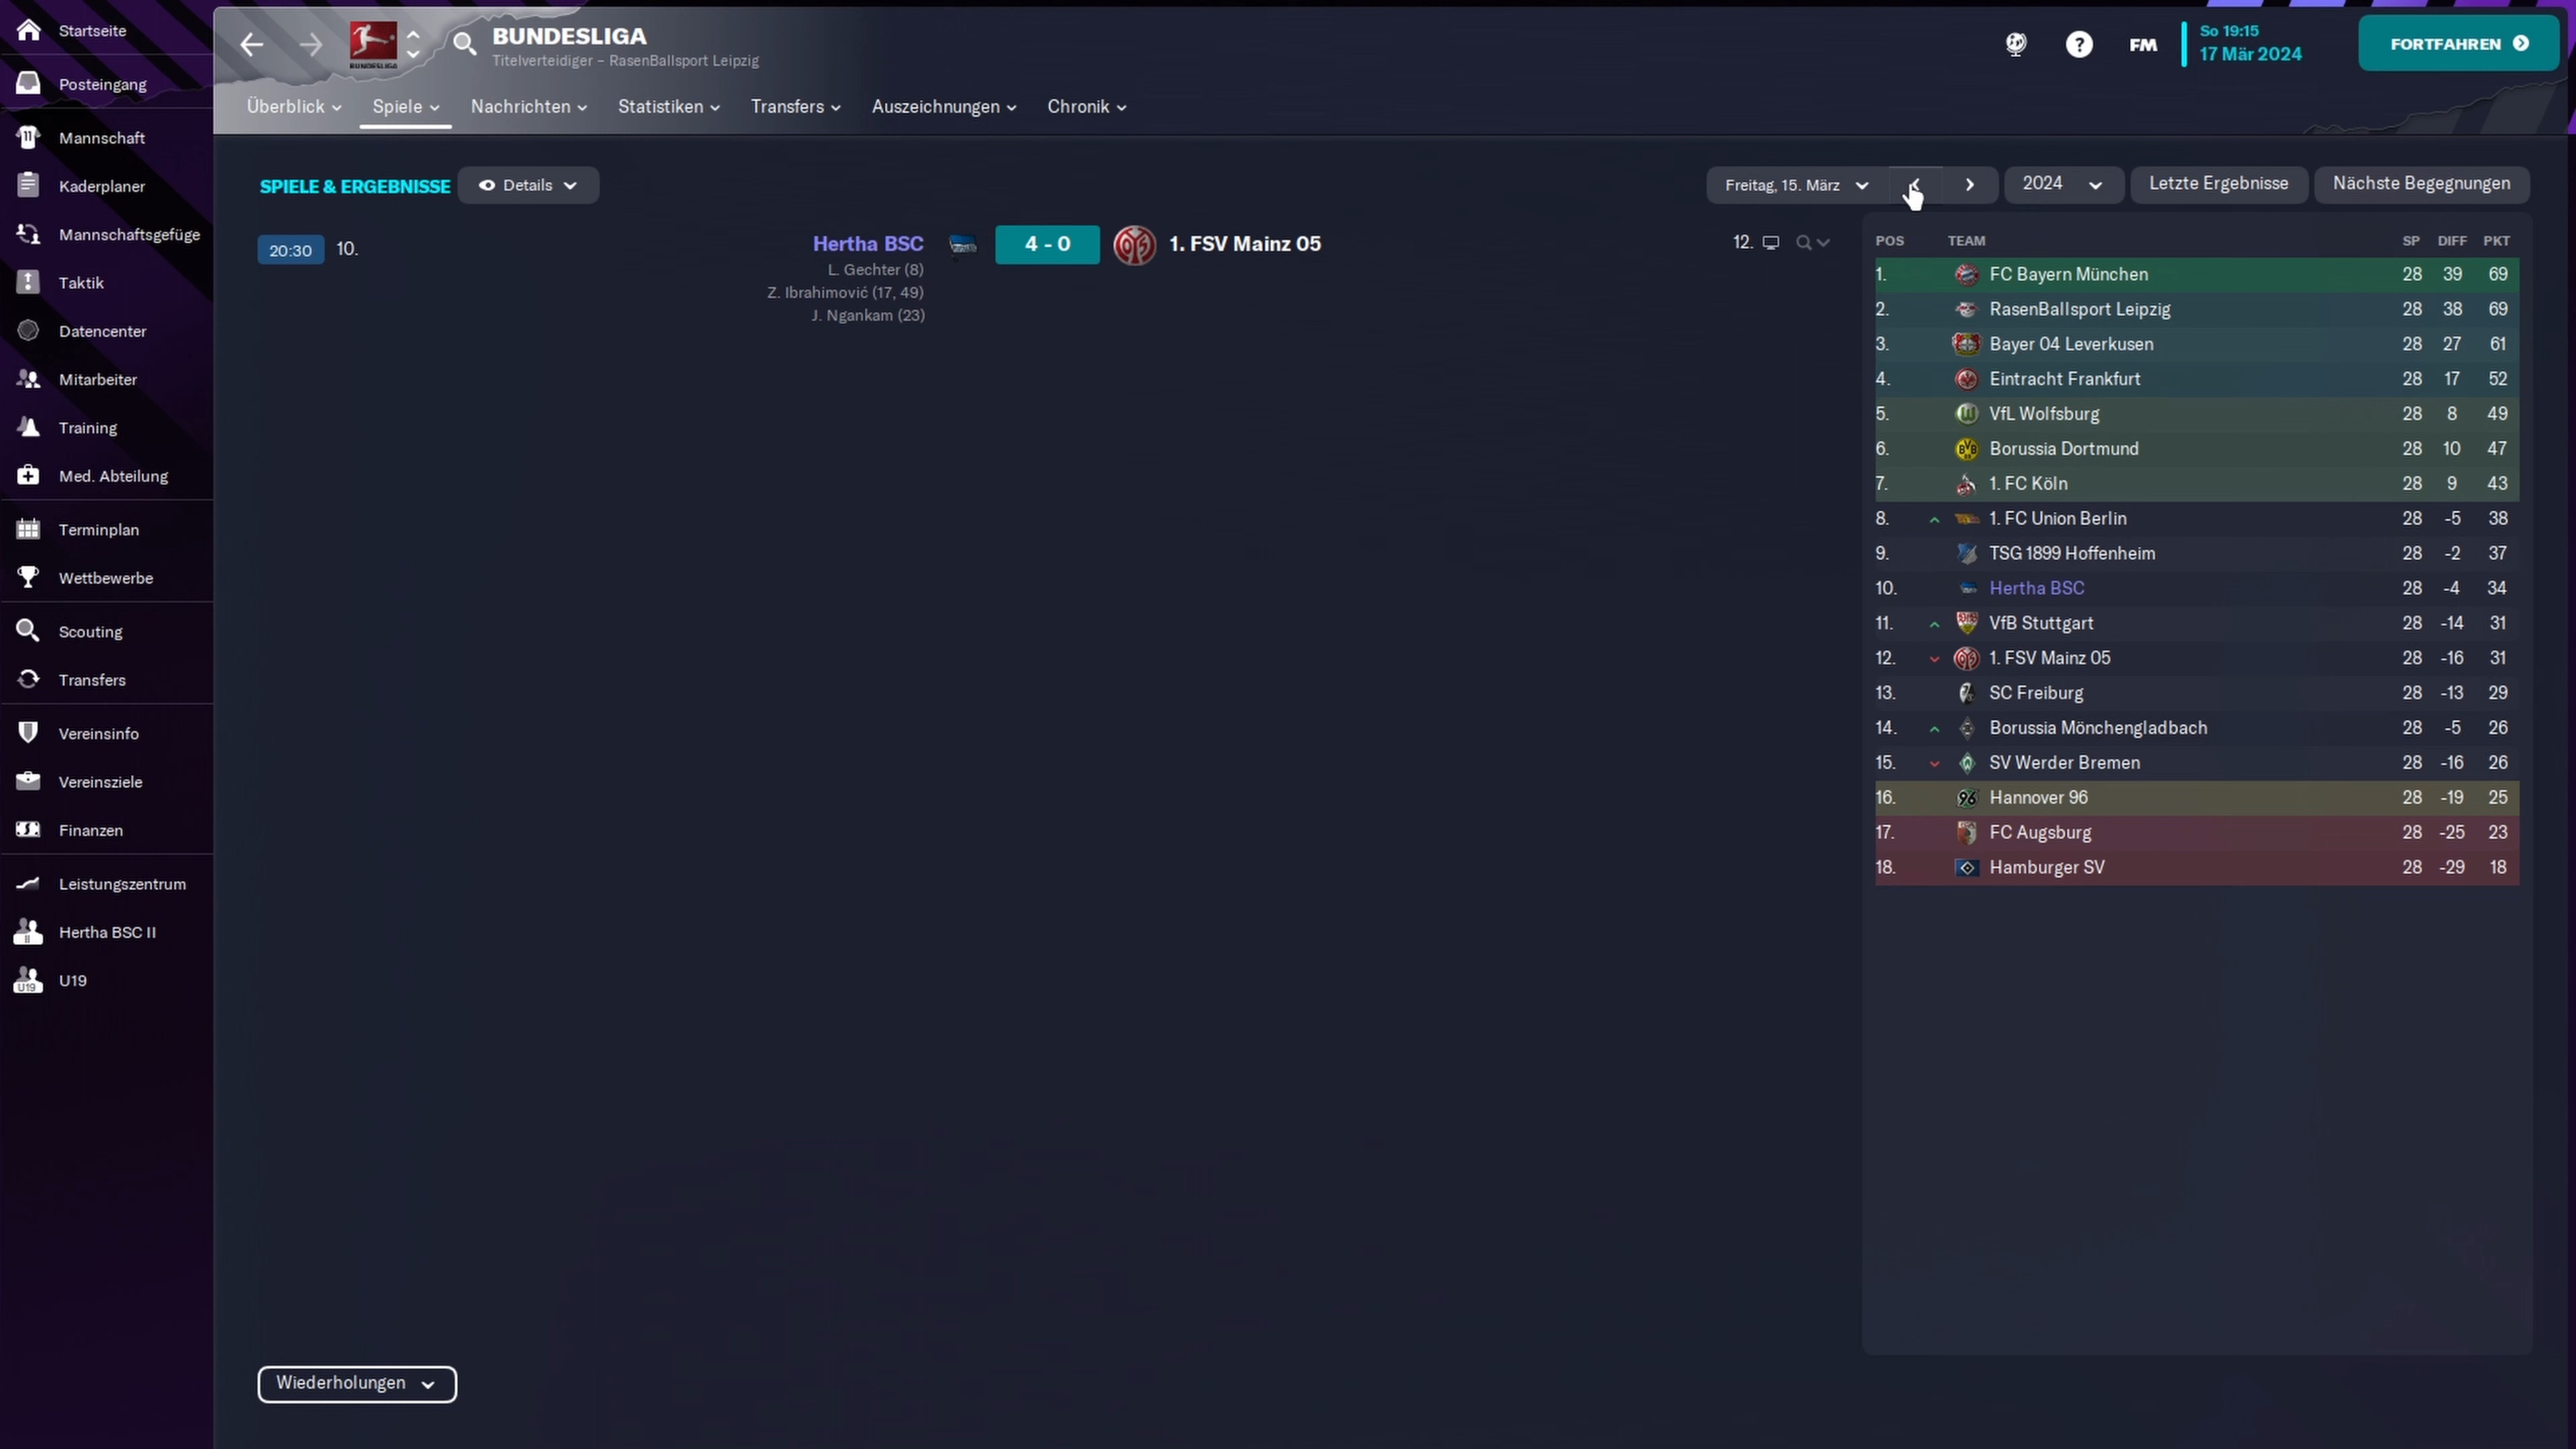 Startseite
Posteingang
Mannschaft
Kaderplaner
Mannschaftsgefüge
Taktik
Datencenter
Mitarbeiter
Training
Med. Abteilung
Terminplan
Wettbewerbe
Scouting
Transfers
Vereinsinfo
Vereinsziele
Finanzen
Leistungszentrum
Hertha BSC II
U19
BUNDESLIGA
BUNDESLIGA
Titelverteidiger – RasenBallsport Leipzig
FM
So 19:15
17 Mär 2024
FORTFAHREN
Überblick Spiele Nachrichten Statistiken Transfers Auszeichnungen Chronik
SPIELE & ERGEBNISSE Details
Freitag, 15. März 2024 Letzte Ergebnisse Nächste Begegnungen
20:30 10. Hertha BSC 4 - 0 1. FSV Mainz 05 12.
L. Gechter (8)
Z. Ibrahimović (17, 49)
J. Ngankam (23)
POS TEAM SP DIFF PKT
1. FC Bayern München 28 39 69
2. RasenBallsport Leipzig 28 38 69
3. Bayer 04 Leverkusen 28 27 61
4. Eintracht Frankfurt 28 17 52
5. VfL Wolfsburg 28 8 49
6. Borussia Dortmund 28 10 47
7. 1. FC Köln 28 9 43
8. 1. FC Union Berlin 28 -5 38
9. TSG 1899 Hoffenheim 28 -2 37
10. Hertha BSC 28 -4 34
11. VfB Stuttgart 28 -14 31
12. 1. FSV Mainz 05 28 -16 31
13. SC Freiburg 28 -13 29
14. Borussia Mönchengladbach 28 -5 26
15. SV Werder Bremen 28 -16 26
16. Hannover 96 28 -19 25
17. FC Augsburg 28 -25 23
18. Hamburger SV 28 -29 18
Wiederholungen